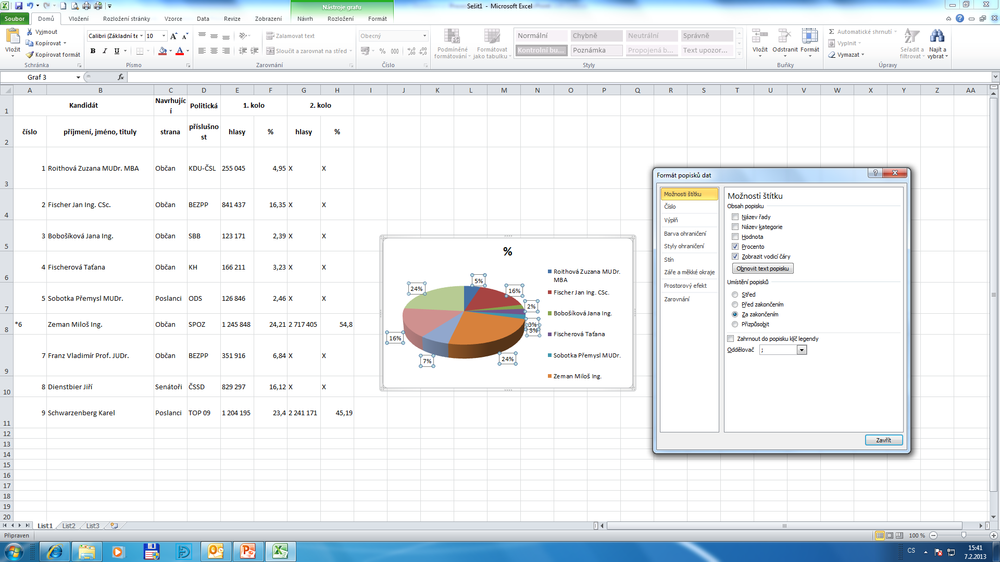 Nástroje grafu
Sešit1 - Microsoft Excel
Soubor Domů Vložení Rozložení stránky Vzorce Data Revize Zobrazení Návrh Rozložení Formát
Vložit
Vyjmout
Kopírovat
Kopírovat formát
Schránka
Calibri (Základní te 10
B I U
Písmo
Zalamovat text
Sloučit a zarovnat na střed
Zarovnání
Obecný
% 000
Číslo
Podmíněné
formátování
Formátovat
jako tabulku
Normální Chybně Neutrální Správně
Kontrolní bu... Poznámka Propojená b... Text upozor...
Styly
Vložit Odstranit Formát
Buňky
Automatické shrnutí
Vyplnit
Vymazat
Seřadit a
filtrovat
Najít a
vybrat
Úpravy
Graf 3
fx
A B C D E F G H I J K L M N O P Q R S T U V W X Y Z AA
1 Kandidát Navrhujíc
í Politická 1. kolo 2. kolo
2 číslo příjmení, jméno, tituly strana příslušno
st hlasy % hlasy %
3 1 Roithová Zuzana MUDr. MBA Občan KDU-ČSL 255 045 4,95 X X
4 2 Fischer Jan Ing. CSc. Občan BEZPP 841 437 16,35 X X
5 3 Bobošíková Jana Ing. Občan SBB 123 171 2,39 X X
6 4 Fischerová Taťana Občan KH 166 211 3,23 X X
7 5 Sobotka Přemysl MUDr. Poslanci ODS 126 846 2,46 X X
8 *6 Zeman Miloš Ing. Občan SPOZ 1 245 848 24,21 2 717 405 54,8
9 7 Franz Vladimír Prof. JUDr. Občan BEZPP 351 916 6,84 X X
10 8 Dienstbier Jiří Senátoři ČSSD 829 297 16,12 X X
11 9 Schwarzenberg Karel Poslanci TOP 09 1 204 195 23,4 2 241 171 45,19
12
13
14
15
16
17
18
19
20
%
5%
16%
2%
3%
3%
24%
7%
16%
24%
Roithová Zuzana MUDr.
MBA
Fischer Jan Ing. CSc.
Bobošíková Jana Ing.
Fischerová Taťana
Sobotka Přemysl MUDr.
Zeman Miloš Ing.
Formát popisků dat
Možnosti štítku
Číslo
Výplň
Barva ohraničení
Styly ohraničení
Stín
Záře a měkké okraje
Prostorový efekt
Zarovnání
Možnosti štítku
Obsah popisku
Název řady
Název kategorie
Hodnota
Procento
Zobrazit vodicí čáry
Obnovit text popisku
Umístění popisků
Střed
Před zakončením
Za zakončením
Přizpůsobit
Zahrnout do popisku klíč legendy
Oddělovač ;
Zavřít
List1 List2 List3
Připraven
100 %
CS
15:41
7.2.2013